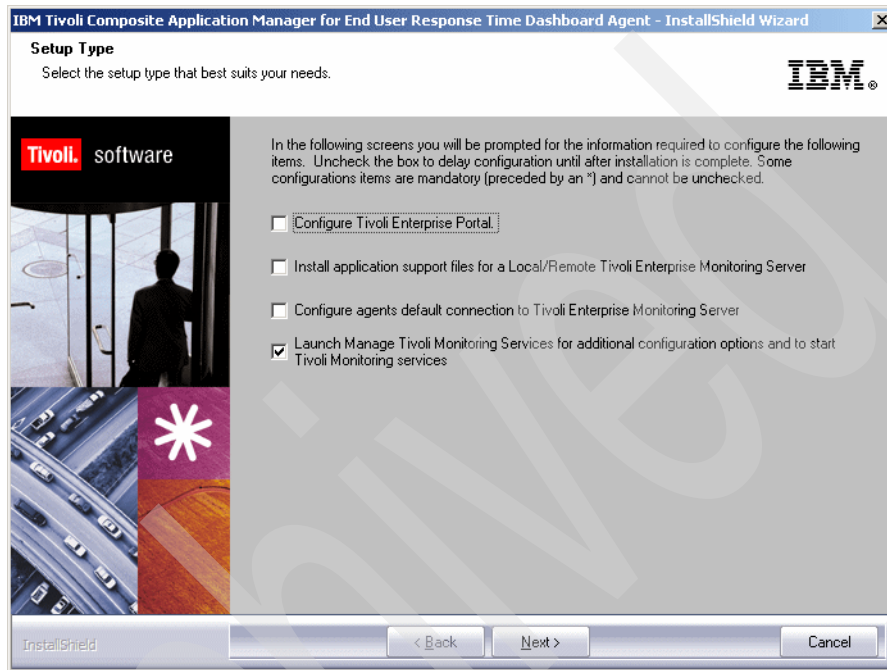 IBM Tivoli Composite Application Manager for End User Response Time Dashboard Agent - InstallShield Wizard
Setup Type
Select the setup type that best suits your needs.
IBM®
Tivoli. software
In the following screens you will be prompted for the information required to configure the following
items. Uncheck the box to delay configuration until after installation is complete. Some
configurations items are mandatory (preceded by an *) and cannot be unchecked.
Configure Tivoli Enterprise Portal.
Install application support files for a Local/Remote Tivoli Enterprise Monitoring Server
Configure agents default connection to Tivoli Enterprise Monitoring Server
Launch Manage Tivoli Monitoring Services for additional configuration options and to start
Tivoli Monitoring services
InstallShield
< Back
Next >
Cancel